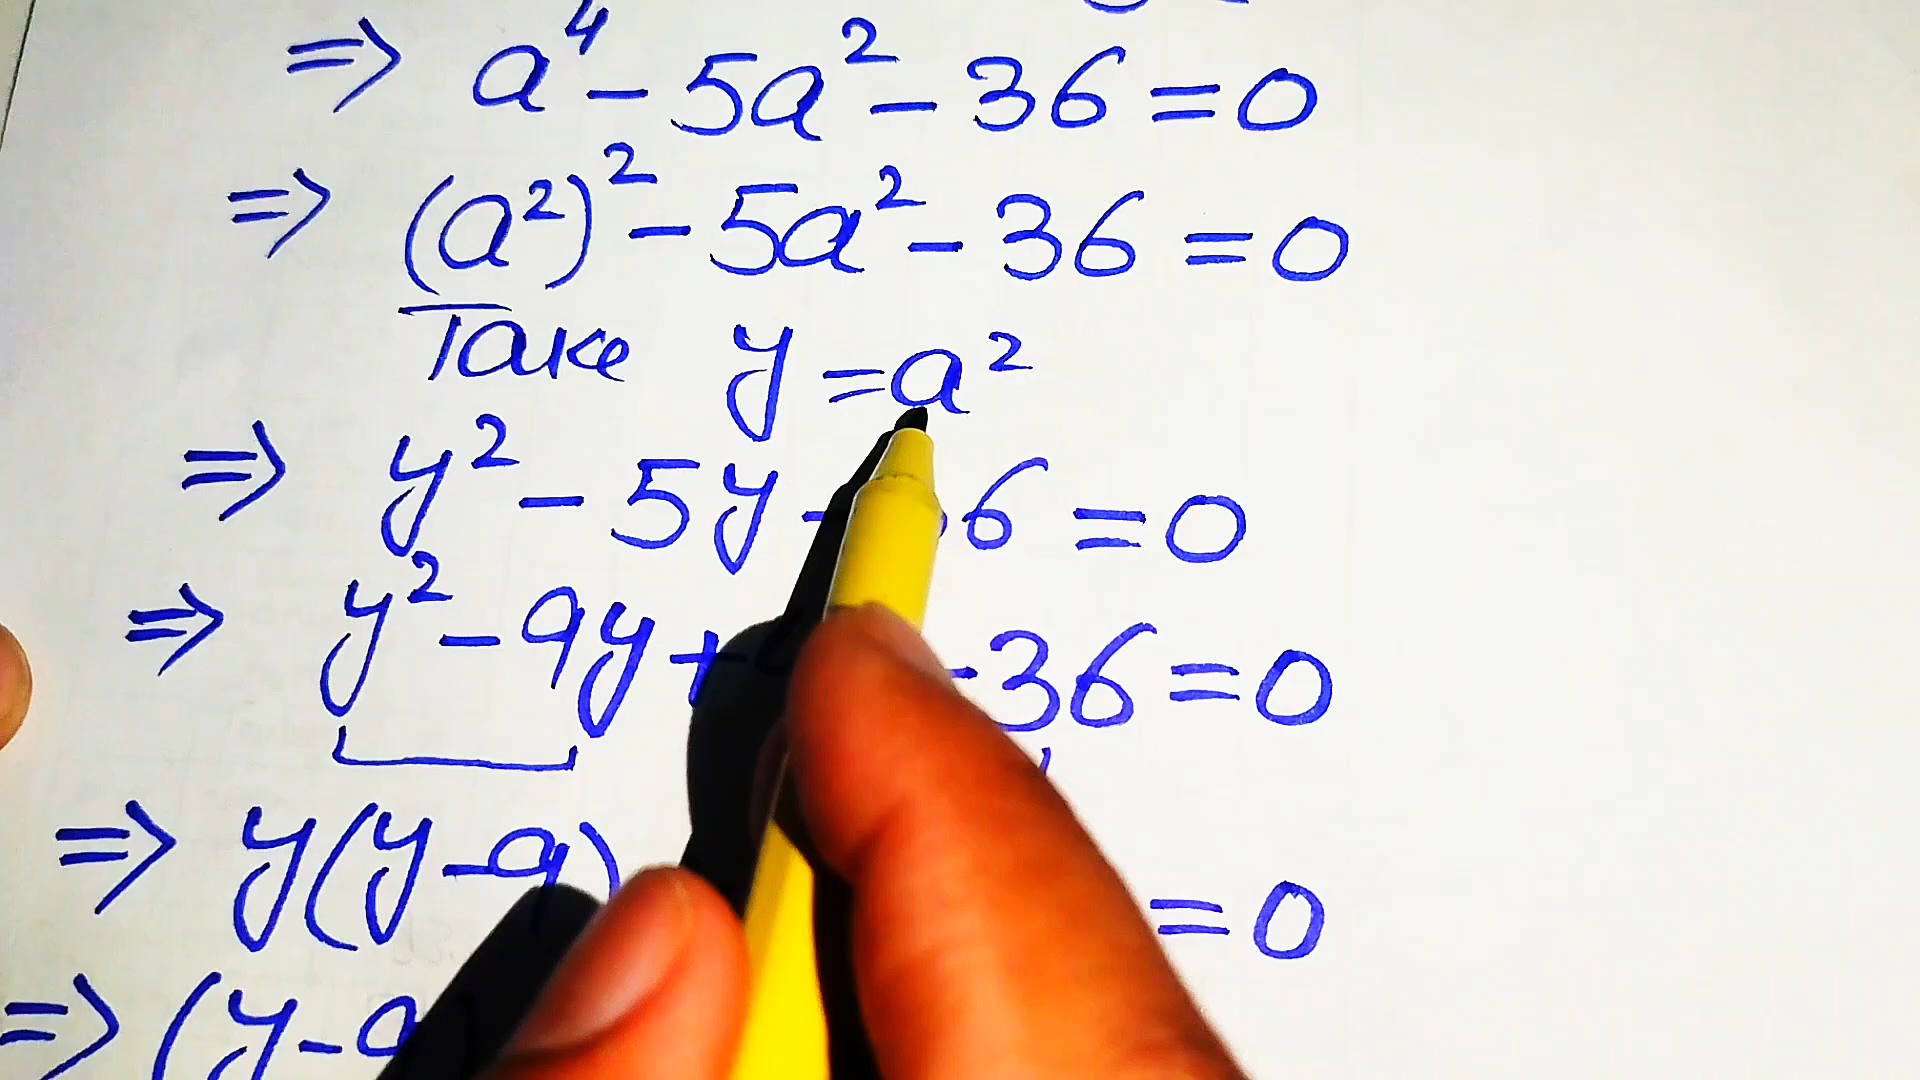 ⇒ a⁴ - 5a² - 36 = 0
⇒ (a²)² - 5a² - 36 = 0
Take y = a²
⇒ y² - 5y - 6 = 0
⇒ y² - 9y + - 36 = 0
⇒ y(y - 9) = 0
⇒ (y - 9